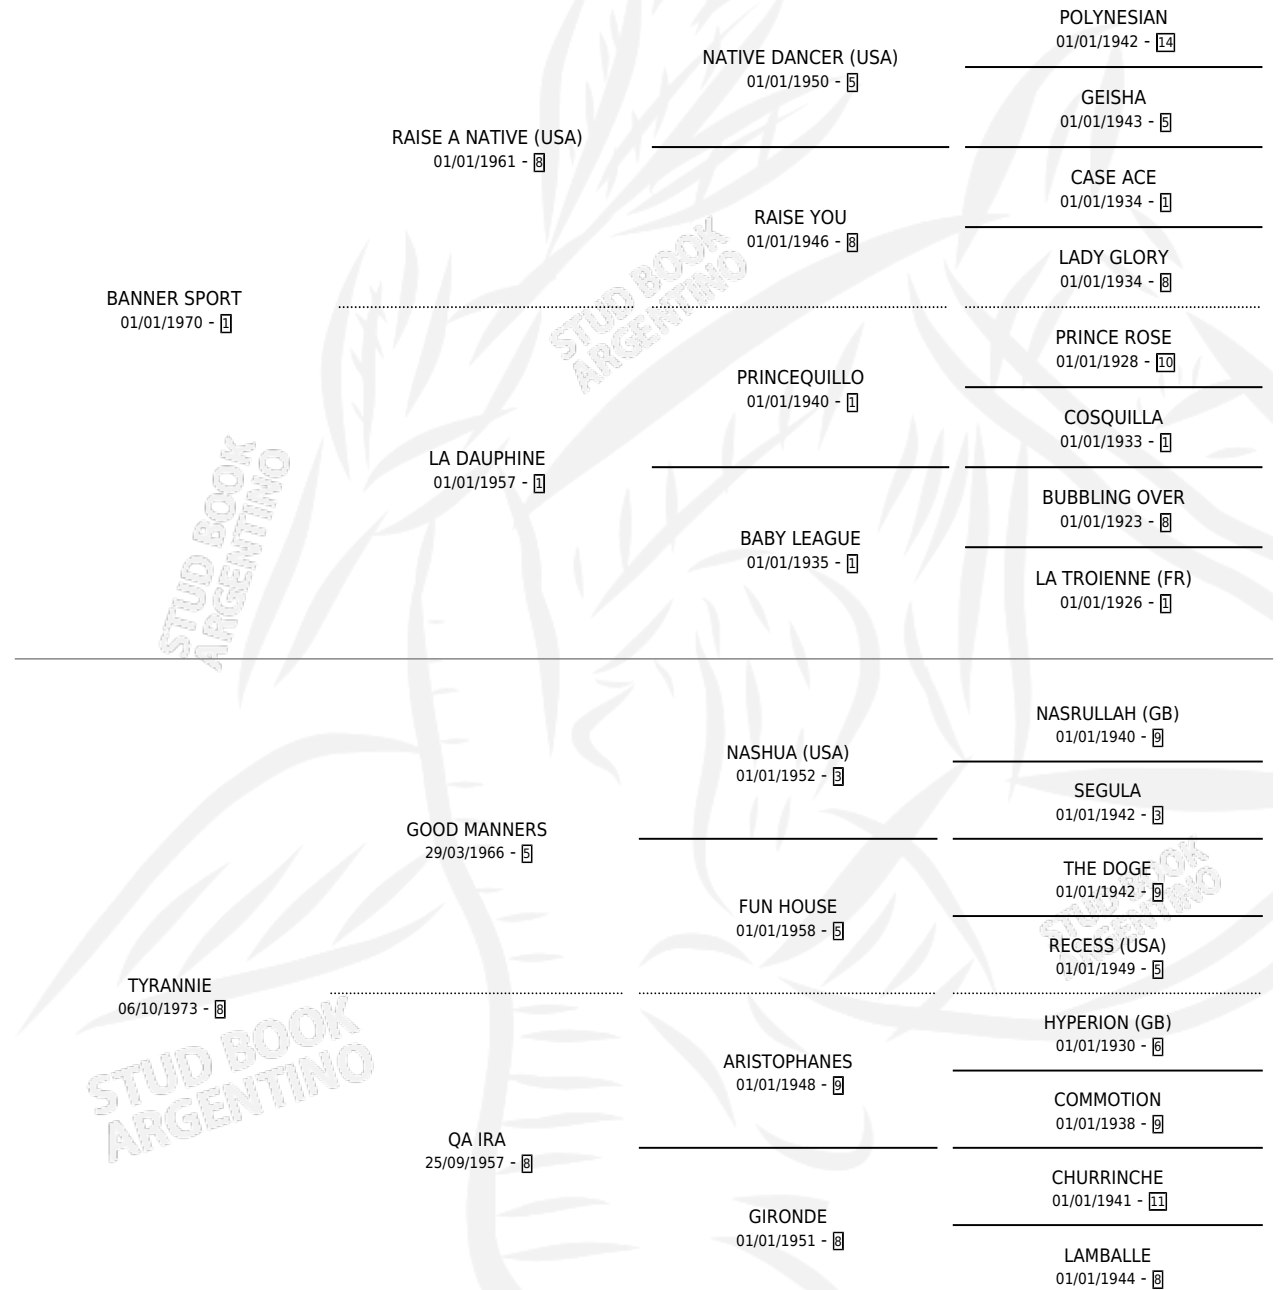 POLYNESIAN
01/01/1942 - 14
NATIVE DANCER (USA)
01/01/1950 - 5
GEISHA
01/01/1943 - 5
RAISE A NATIVE (USA)
01/01/1961 - 8
CASE ACE
01/01/1934 - 1
RAISE YOU
01/01/1946 - 8
LADY GLORY
01/01/1934 - 8
BANNER SPORT
01/01/1970 - 1
PRINCE ROSE
01/01/1928 - 10
PRINCEQUILLO
01/01/1940 - 1
COSQUILLA
01/01/1933 - 1
LA DAUPHINE
01/01/1957 - 1
BUBBLING OVER
01/01/1923 - 8
BABY LEAGUE
01/01/1935 - 1
LA TROIENNE (FR)
01/01/1926 - 1
NASRULLAH (GB)
01/01/1940 - 9
NASHUA (USA)
01/01/1952 - 3
SEGULA
01/01/1942 - 3
GOOD MANNERS
29/03/1966 - 5
THE DOGE
01/01/1942 - 9
FUN HOUSE
01/01/1958 - 5
RECESS (USA)
01/01/1949 - 5
TYRANNIE
06/10/1973 - 8
HYPERION (GB)
01/01/1930 - 6
ARISTOPHANES
01/01/1948 - 9
COMMOTION
01/01/1938 - 9
QA IRA
25/09/1957 - 8
CHURRINCHE
01/01/1941 - 11
GIRONDE
01/01/1951 - 8
LAMBALLE
01/01/1944 - 8
STUD BOOK
ARGENTINO
STUD BOOK
ARGENTINO
STUD BOOK
ARGENTINO
STUD BOOK
ARGENTINO